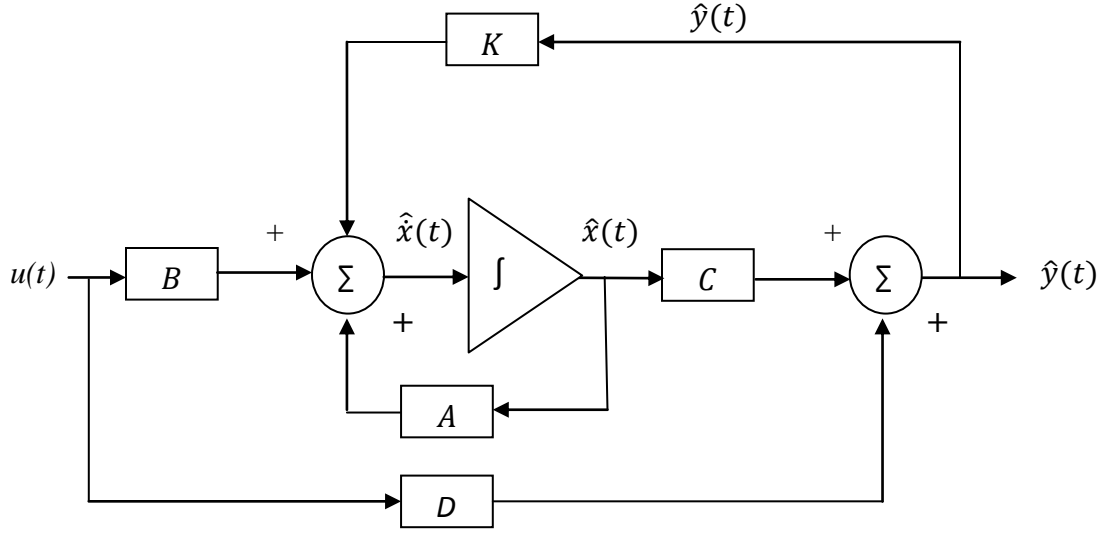 ŷ(t)
K
+
x̂̇(t)
x̂(t)
+
u(t)
B
Σ
∫
C
Σ
ŷ(t)
+
+
A
D